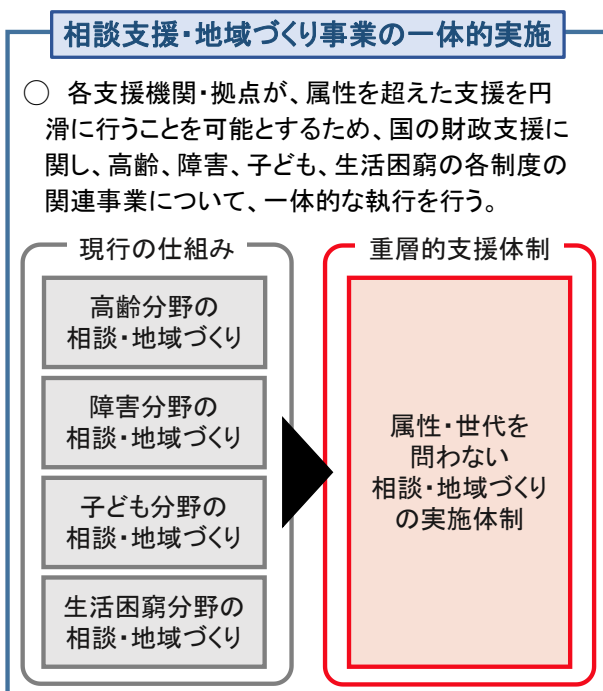 相談支援・地域づくり事業の一体的実施
○ 各支援機関・拠点が、属性を超えた支援を円
滑に行うことを可能とするため、国の財政支援に
関し、高齢、障害、子ども、生活困窮の各制度の
関連事業について、一体的な執行を行う。
現行の仕組み
高齢分野の
相談・地域づくり
障害分野の
相談・地域づくり
子ども分野の
相談・地域づくり
生活困窮分野の
相談・地域づくり
重層的支援体制
属性・世代を
問わない
相談・地域づくり
の実施体制